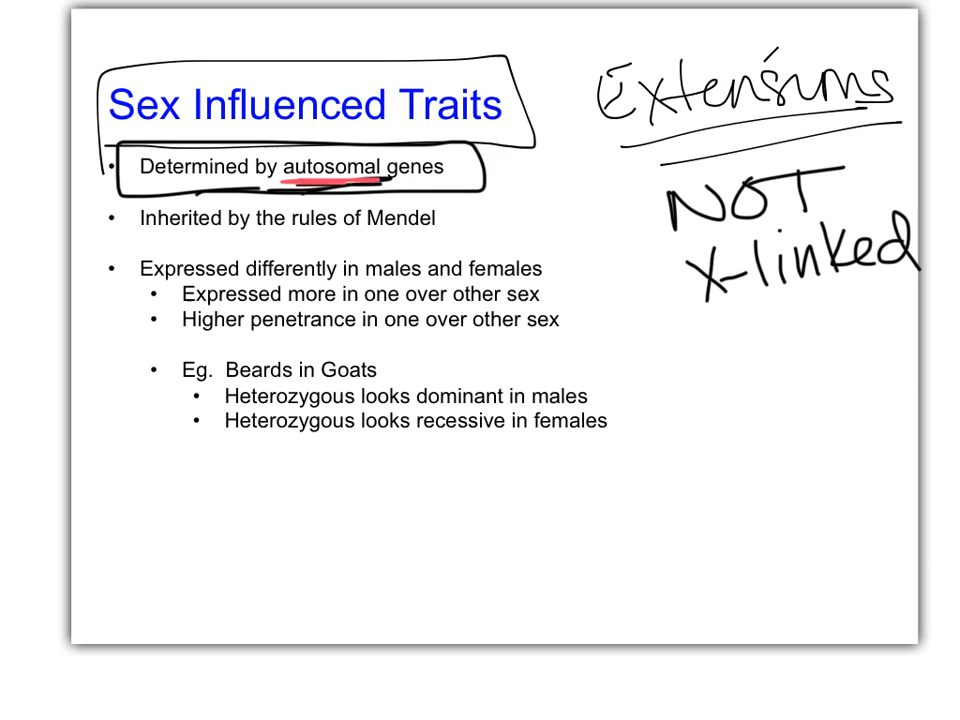 Sex Influenced Traits
Extensions
• Determined by autosomal genes
NOT
X-linked
• Inherited by the rules of Mendel
• Expressed differently in males and females
• Expressed more in one over other sex
• Higher penetrance in one over other sex
• Eg. Beards in Goats
• Heterozygous looks dominant in males
• Heterozygous looks recessive in females